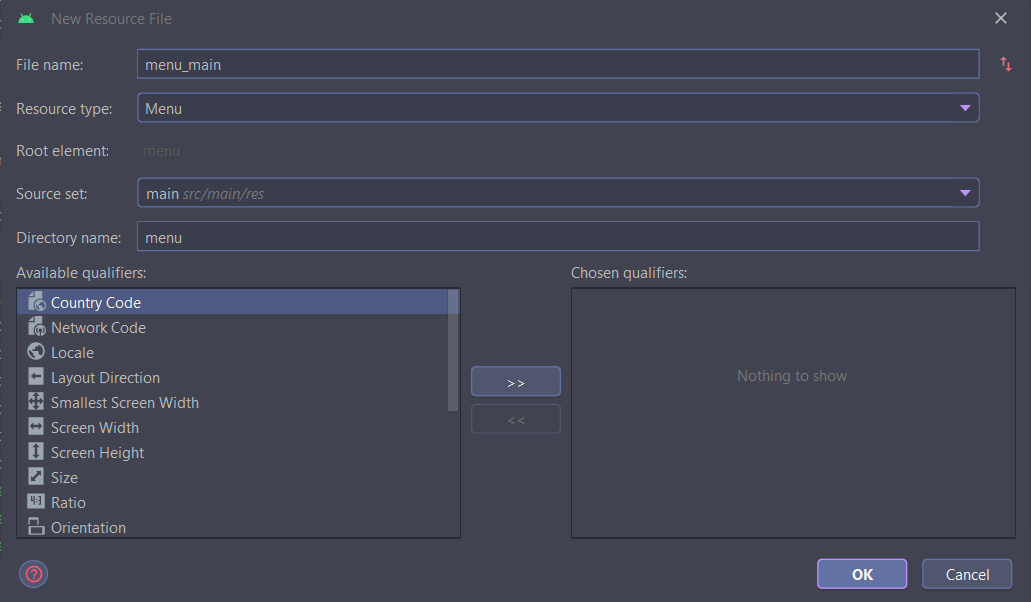 New Resource File
File name: menu_main
Resource type: Menu
Root element: menu
Source set: main src/main/res
Directory name: menu
Available qualifiers: Chosen qualifiers:
Country Code
Network Code
Locale
Layout Direction
Smallest Screen Width
Screen Width
Screen Height
Size
Ratio
Orientation
>>
<<
Nothing to show
OK Cancel